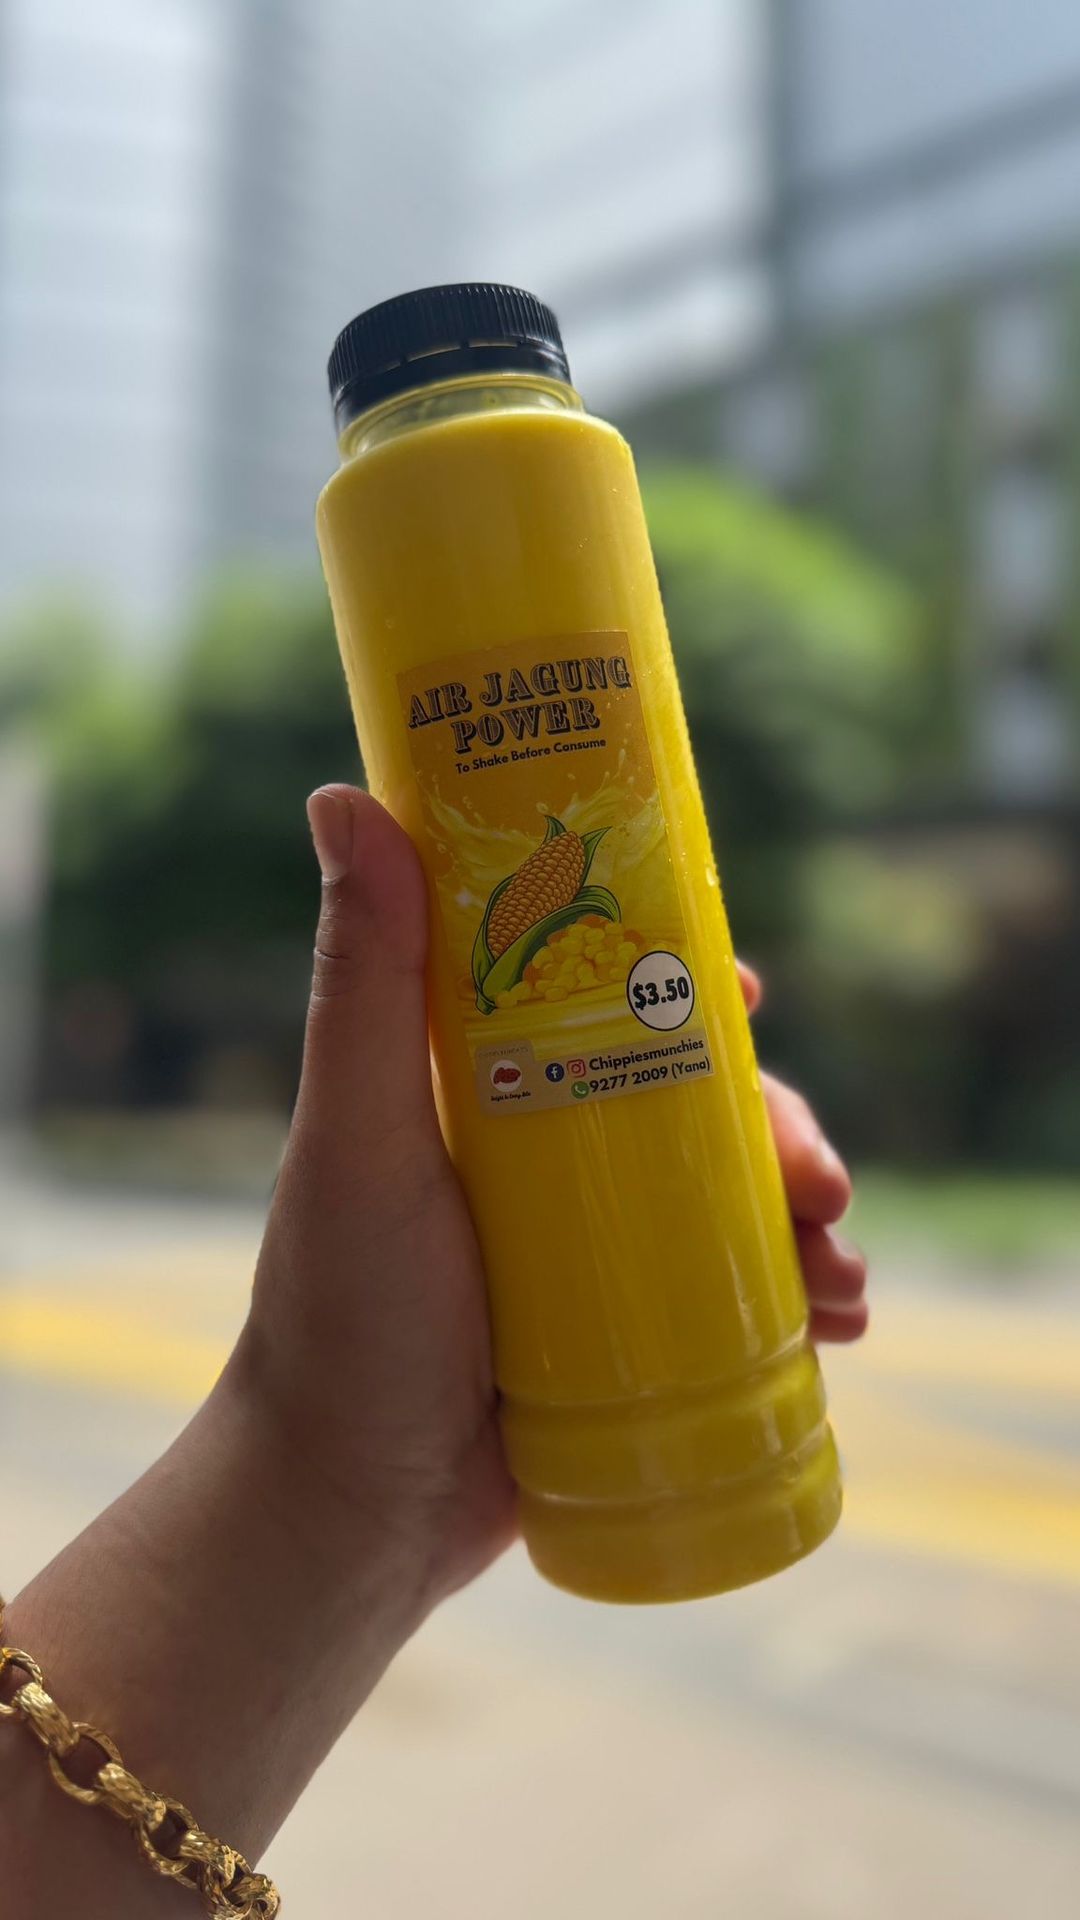 AIR JAGUNG
POWER
To Shake Before Consume
$3.50
Chippiesmunchies
9277 2009 (Yana)